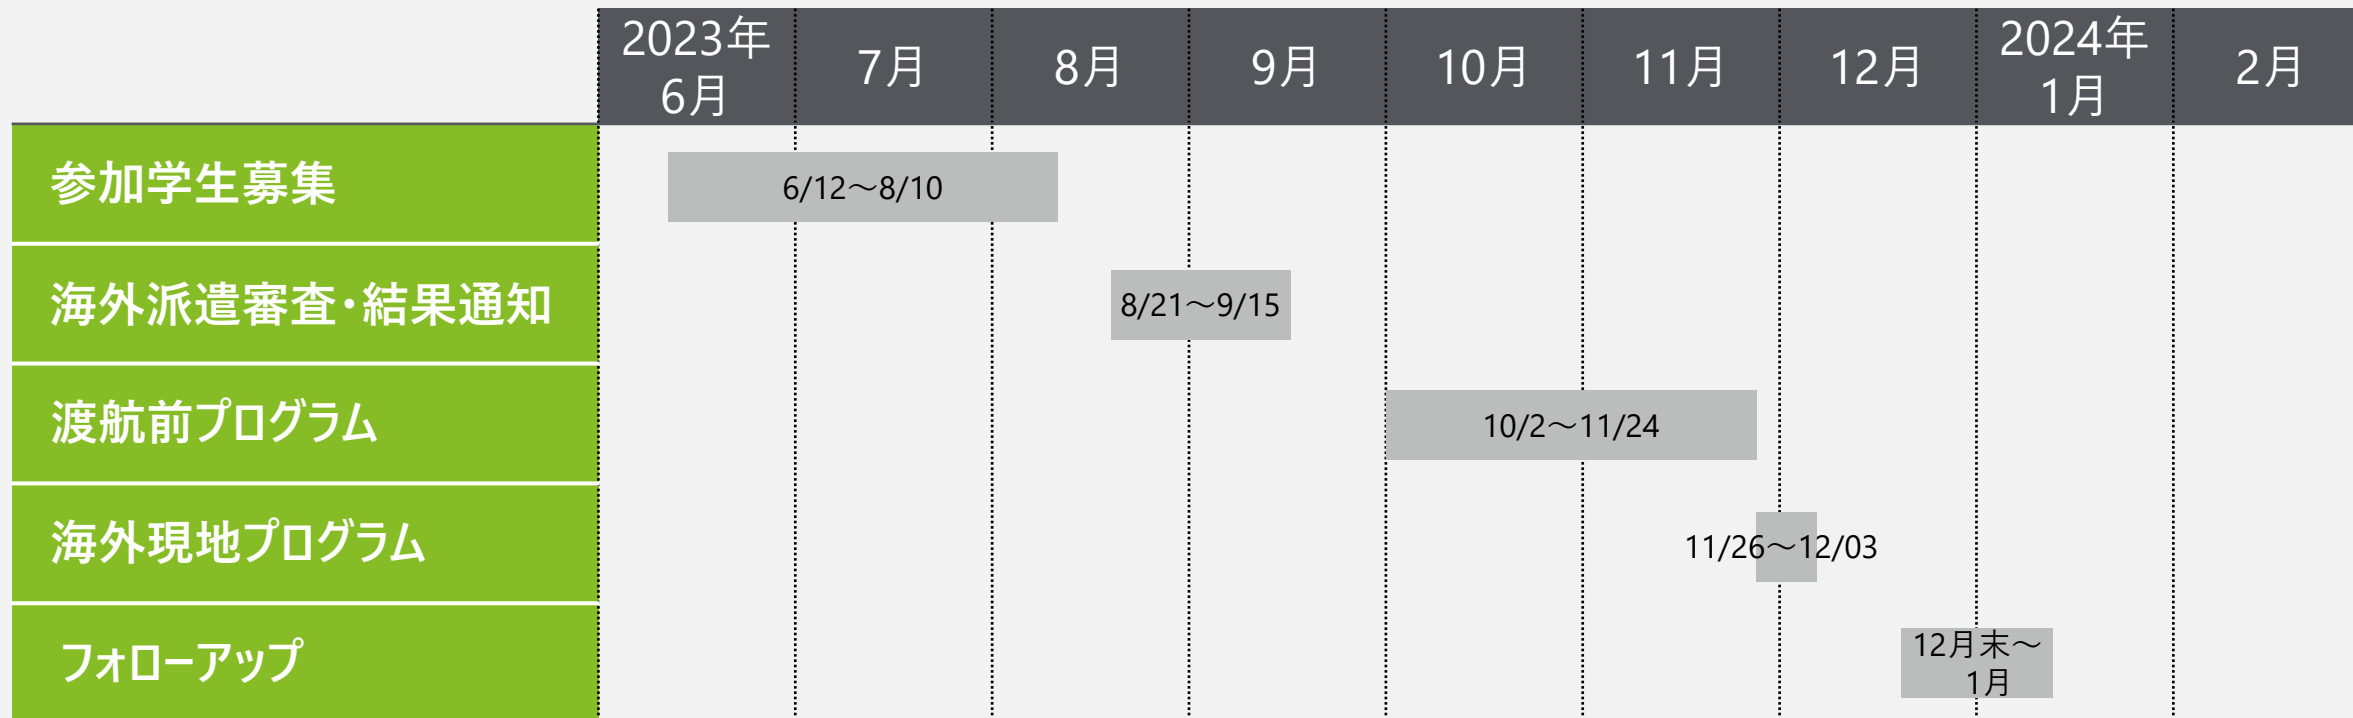 2023年
6月
7月
8月
9月
10月
11月
12月
2024年
1月
2月
参加学生募集
6/12～8/10
海外派遣審査・結果通知
8/21～9/15
渡航前プログラム
10/2～11/24
海外現地プログラム
11/26～12/03
フォローアップ
12月末～
1月